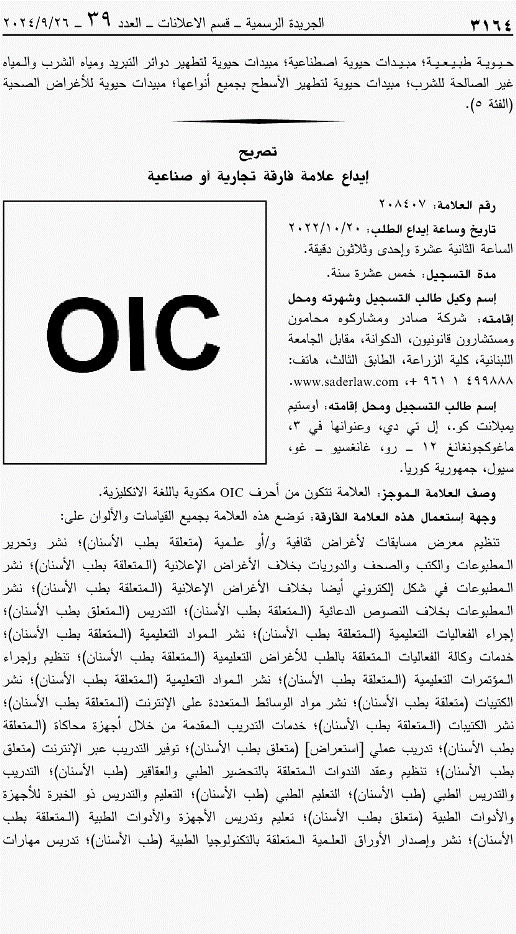 ٣١٦٤ الجريدة الرسمية ــ قسم الاعلانات ــ العدد ٣٩ ــ ٢٠٢٤/٩/٢٦
حيوية طبيعية؛ مبيدات حيوية اصطناعية؛ مبيدات حيوية لتطهير دوائر التبريد ومياه الشرب والمياه
غير الصالحة للشرب؛ مبيدات حيوية لتطهير الأسطح بجميع أنواعها؛ مبيدات حيوية للأغراض الصحية
(الفئة ٥).
تصريح
إيداع علامة فارقة تجارية أو صناعية
رقم العلامة: ٢٠٨٤٠٧
تاريخ وساعة إيداع الطلب: ٢٠٢٢/١٠/٢٠
الساعة الثانية عشرة وإحدى وثلاثون دقيقة.
مدة التسجيل: خمس عشرة سنة.
إسم وكيل طالب التسجيل وشهرته ومحل
إقامته: شركة صادر ومشاركوه محامون
ومستشارون قانونيون، الدكوانة، مقابل الجامعة
اللبنانية، كلية الزراعة، الطابق الثالث، هاتف:
٤٩٩٨٨٨ ١ ٩٦١ +، www.saderlaw.com.
إسم طالب التسجيل ومحل إقامته: أوستيم
يمبلانت كو.، إل تي دي، وعنوانها في ٣،
ماغوكجونغانغ ١٢ ــ رو، غانغسيو ــ غو،
سيول، جمهورية كوريا.
OIC
وصف العلامة الموجز: العلامة تتكون من أحرف OIC مكتوبة باللغة الانكليزية.
وجهة إستعمال هذه العلامة الفارقة: توضع هذه العلامة بجميع القياسات والألوان على:
تنظيم معرض مسابقات لأغراض ثقافية و/أو علمية (متعلقة بطب الأسنان)؛ نشر وتحرير
المطبوعات والكتب والصحف والدوريات بخلاف الأغراض الإعلانية (المتعلقة بطب الأسنان)؛ نشر
المطبوعات في شكل إلكتروني أيضا بخلاف الأغراض الإعلانية (المتعلقة بطب الأسنان)؛ نشر
المطبوعات بخلاف النصوص الدعائية (المتعلقة بطب الأسنان)؛ التدريس (المتعلق بطب الأسنان)؛
إجراء الفعاليات التعليمية (المتعلقة بطب الأسنان)؛ نشر المواد التعليمية (المتعلقة بطب الأسنان)؛
خدمات وكالة الفعاليات المتعلقة بالطب للأغراض التعليمية (المتعلقة بطب الأسنان)؛ تنظيم وإجراء
المؤتمرات التعليمية (المتعلقة بطب الأسنان)؛ نشر المواد التعليمية (المتعلقة بطب الأسنان)؛ نشر
الكتيبات (متعلقة بطب الأسنان)؛ نشر مواد الوسائط المتعددة على الإنترنت (المتعلقة بطب الأسنان)؛
نشر الكتيبات (المتعلقة بطب الأسنان)؛ خدمات التدريب المقدمة من خلال أجهزة محاكاة (المتعلقة
بطب الأسنان)؛ تدريب عملي [استعراض] (متعلق بطب الأسنان)؛ توفير التدريب عبر الإنترنت (متعلق
بطب الأسنان)؛ تنظيم وعقد الندوات المتعلقة بالتحضير الطبي والعقاقير (طب الأسنان)؛ التدريب
والتدريس الطبي (طب الأسنان)؛ التعليم الطبي (طب الأسنان)؛ التعليم والتدريس ذو الخبرة للأجهزة
والأدوات الطبية (متعلق بطب الأسنان)؛ تعليم وتدريس الأجهزة والأدوات الطبية (المتعلقة بطب
الأسنان)؛ نشر وإصدار الأوراق العلمية المتعلقة بالتكنولوجيا الطبية (طب الأسنان)؛ تدريس مهارات